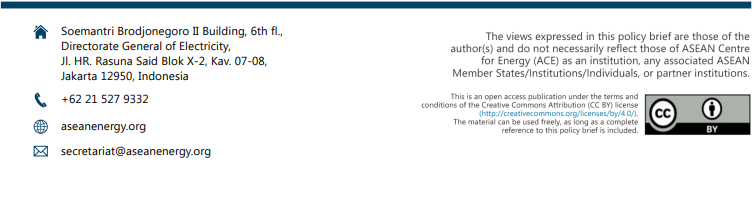 Soemantri Brodjonegoro II Building, 6th fl.,
Directorate General of Electricity,
Jl. HR. Rasuna Said Blok X-2, Kav. 07-08,
Jakarta 12950, Indonesia
+62 21 527 9332
aseanenergy.org
secretariat@aseanenergy.org
The views expressed in this policy brief are those of the
author(s) and do not necessarily reflect those of ASEAN Centre
for Energy (ACE) as an institution, any associated ASEAN
Member States/Institutions/Individuals, or partner institutions.
This is an open access publication under the terms and
conditions of the Creative Commons Attribution (CC BY) license
(http://creativecommons.org/licenses/by/4.0/).
The material can be used freely, as long as a complete
reference to this policy brief is included.
cc
BY